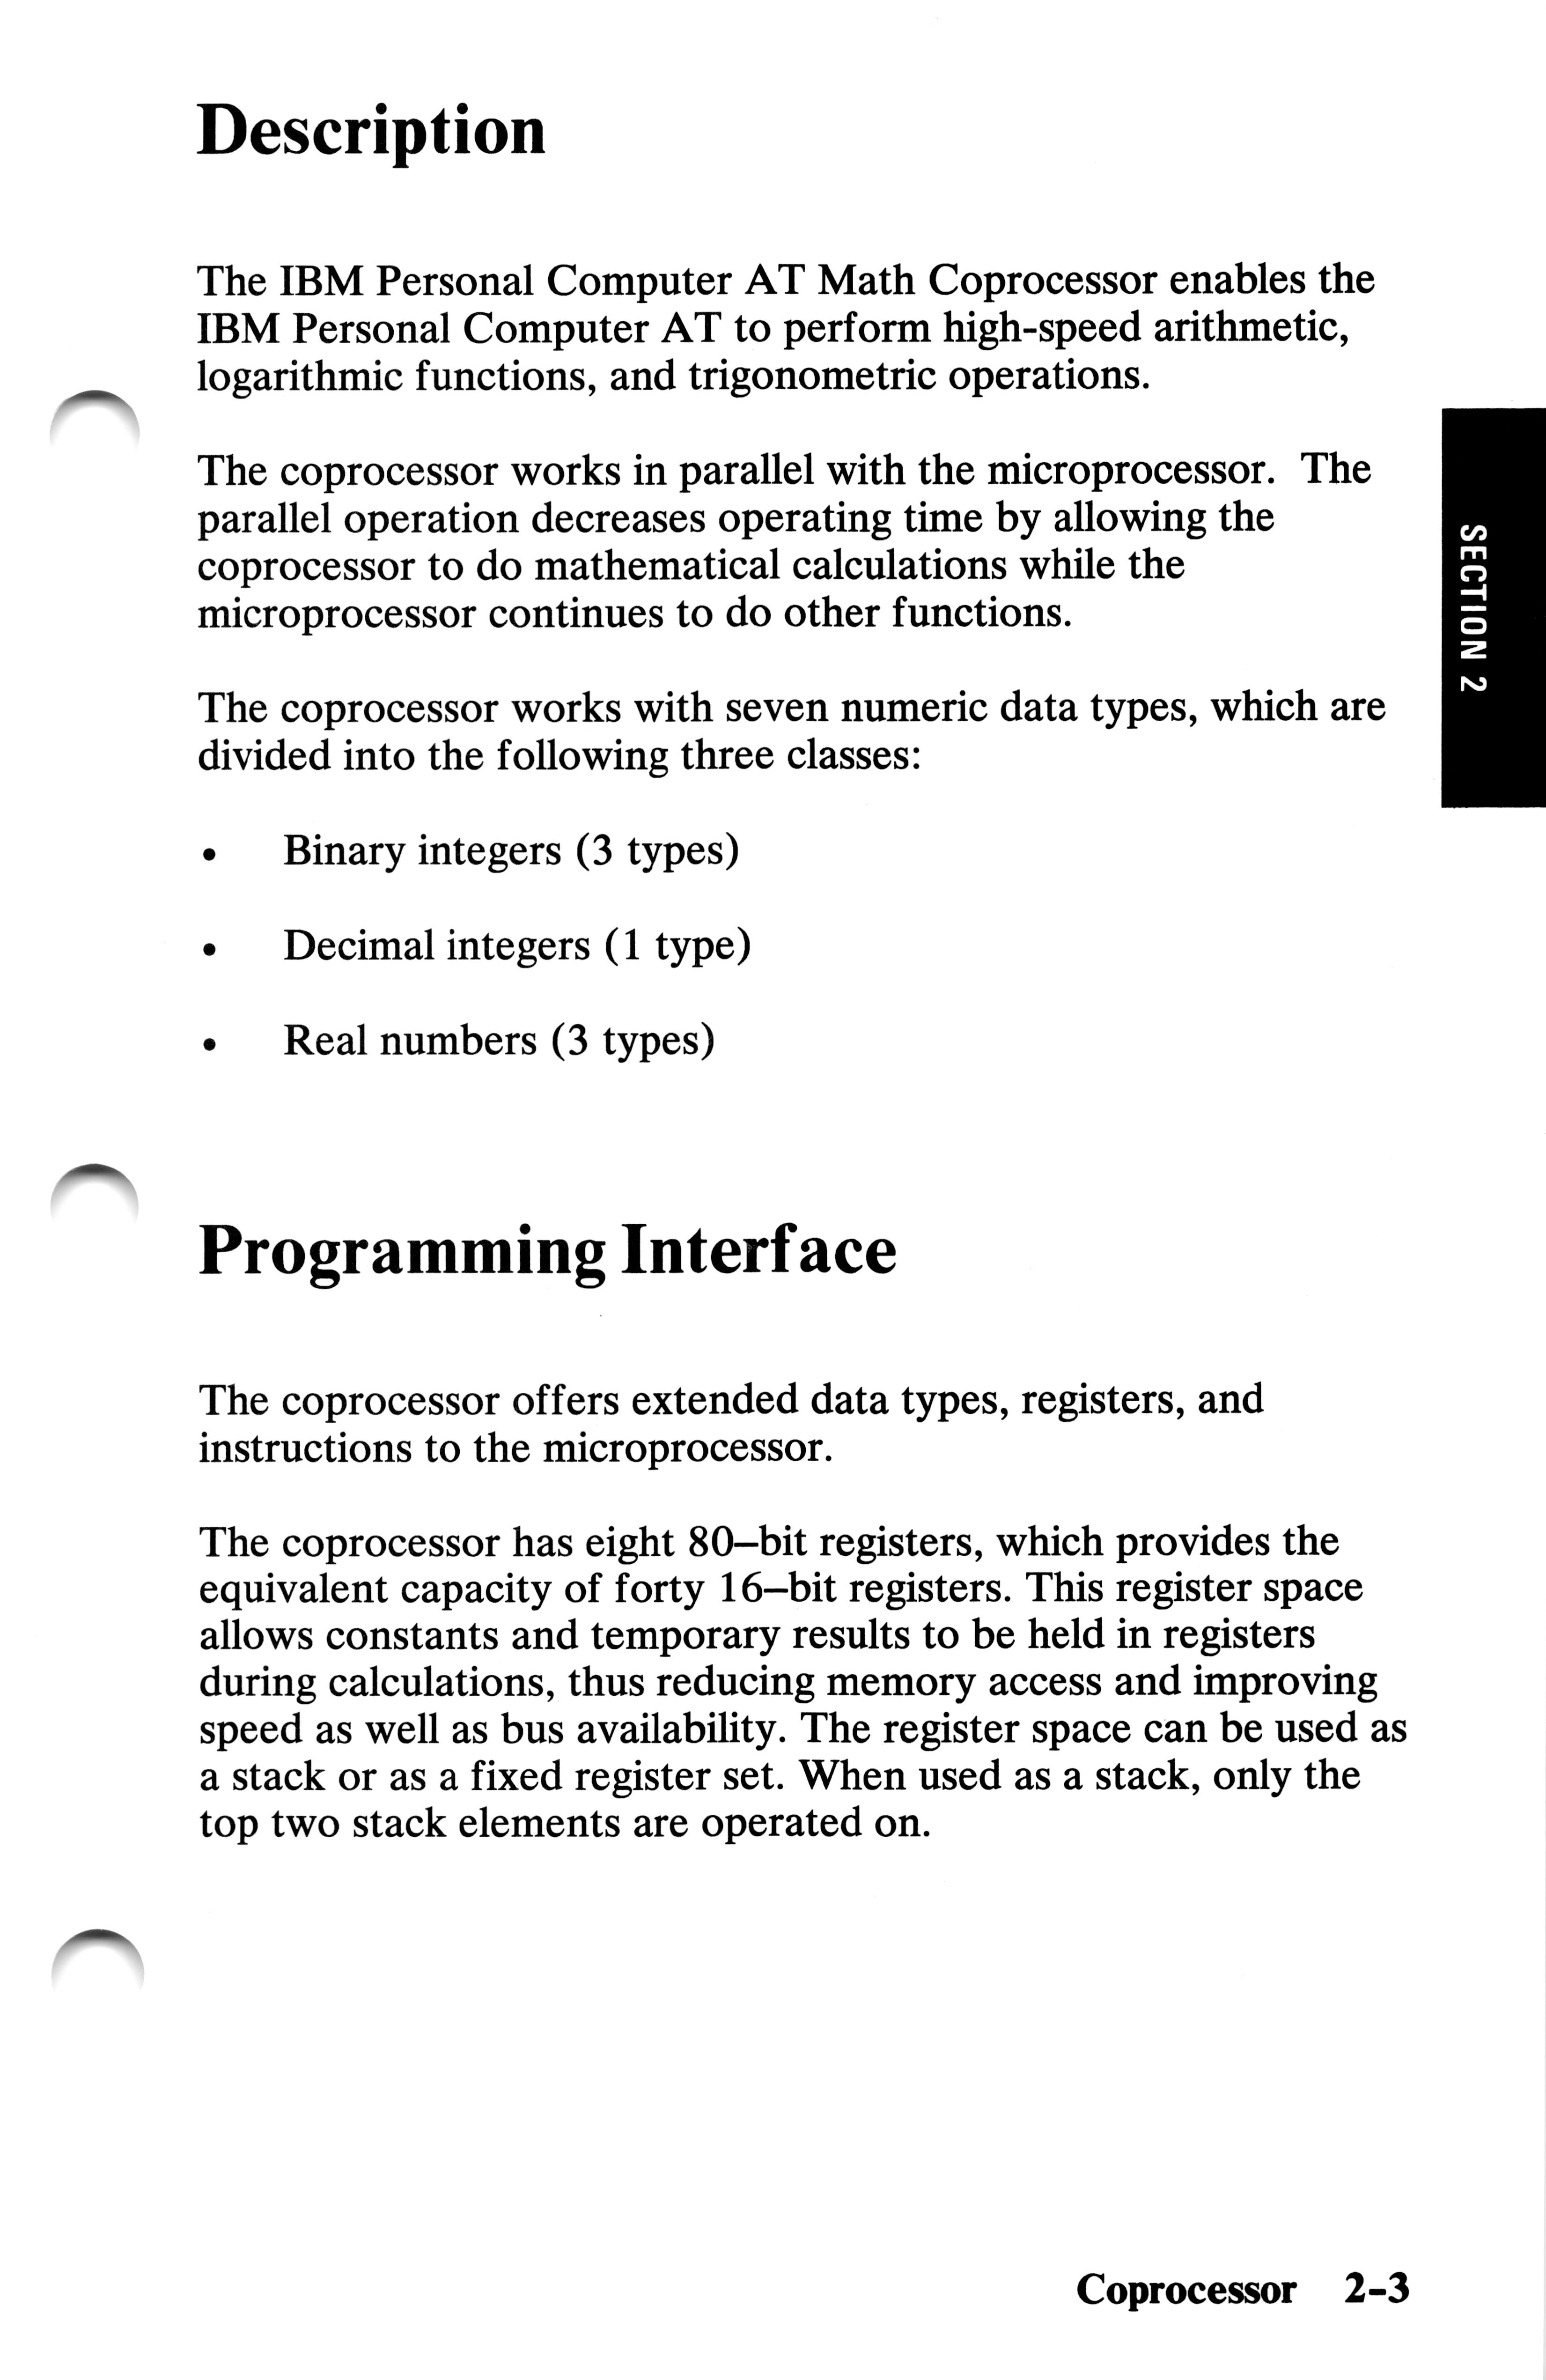 Description
The IBM Personal Computer AT Math Coprocessor enables the
IBM Personal Computer AT to perform high-speed arithmetic,
logarithmic functions, and trigonometric operations.
The coprocessor works in parallel with the microprocessor. The
parallel operation decreases operating time by allowing the
coprocessor to do mathematical calculations while the
microprocessor continues to do other functions.
The coprocessor works with seven numeric data types, which are
divided into the following three classes:
• Binary integers (3 types)
• Decimal integers (1 type)
• Real numbers (3 types)
Programming Interface
The coprocessor offers extended data types, registers, and
instructions to the microprocessor.
The coprocessor has eight 80–bit registers, which provides the
equivalent capacity of forty 16–bit registers. This register space
allows constants and temporary results to be held in registers
during calculations, thus reducing memory access and improving
speed as well as bus availability. The register space can be used as
a stack or as a fixed register set. When used as a stack, only the
top two stack elements are operated on.
SECTION 2
Coprocessor 2–3